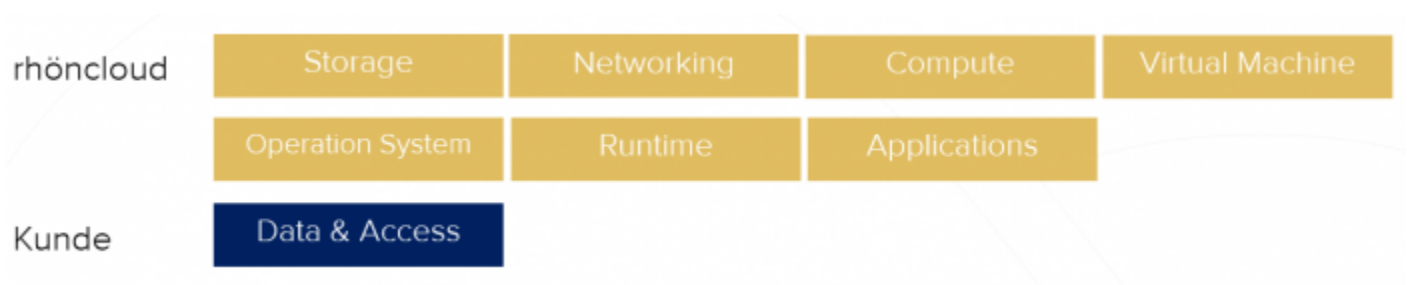 rhöncloud Storage Networking Compute Virtual Machine
Operation System Runtime Applications
Kunde Data & Access